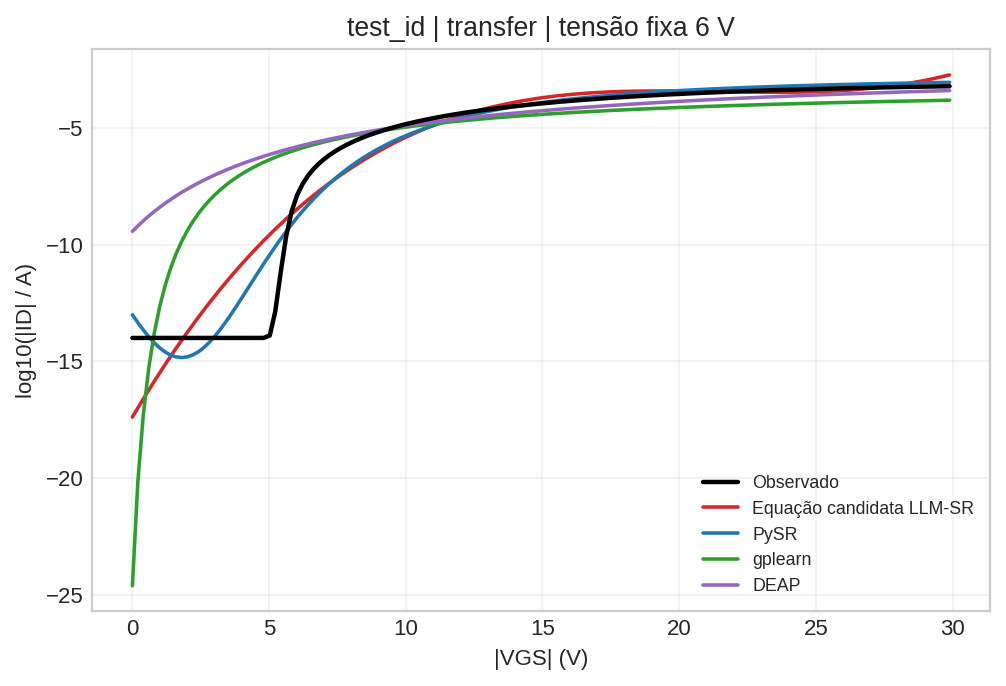 test_id | transfer | tensão fixa 6 V
log10(|ID| / A)
−5
−10
−15
−20
−25
Observado
Equação candidata LLM-SR
PySR
gplearn
DEAP
0 5 10 15 20 25 30
|VGS| (V)